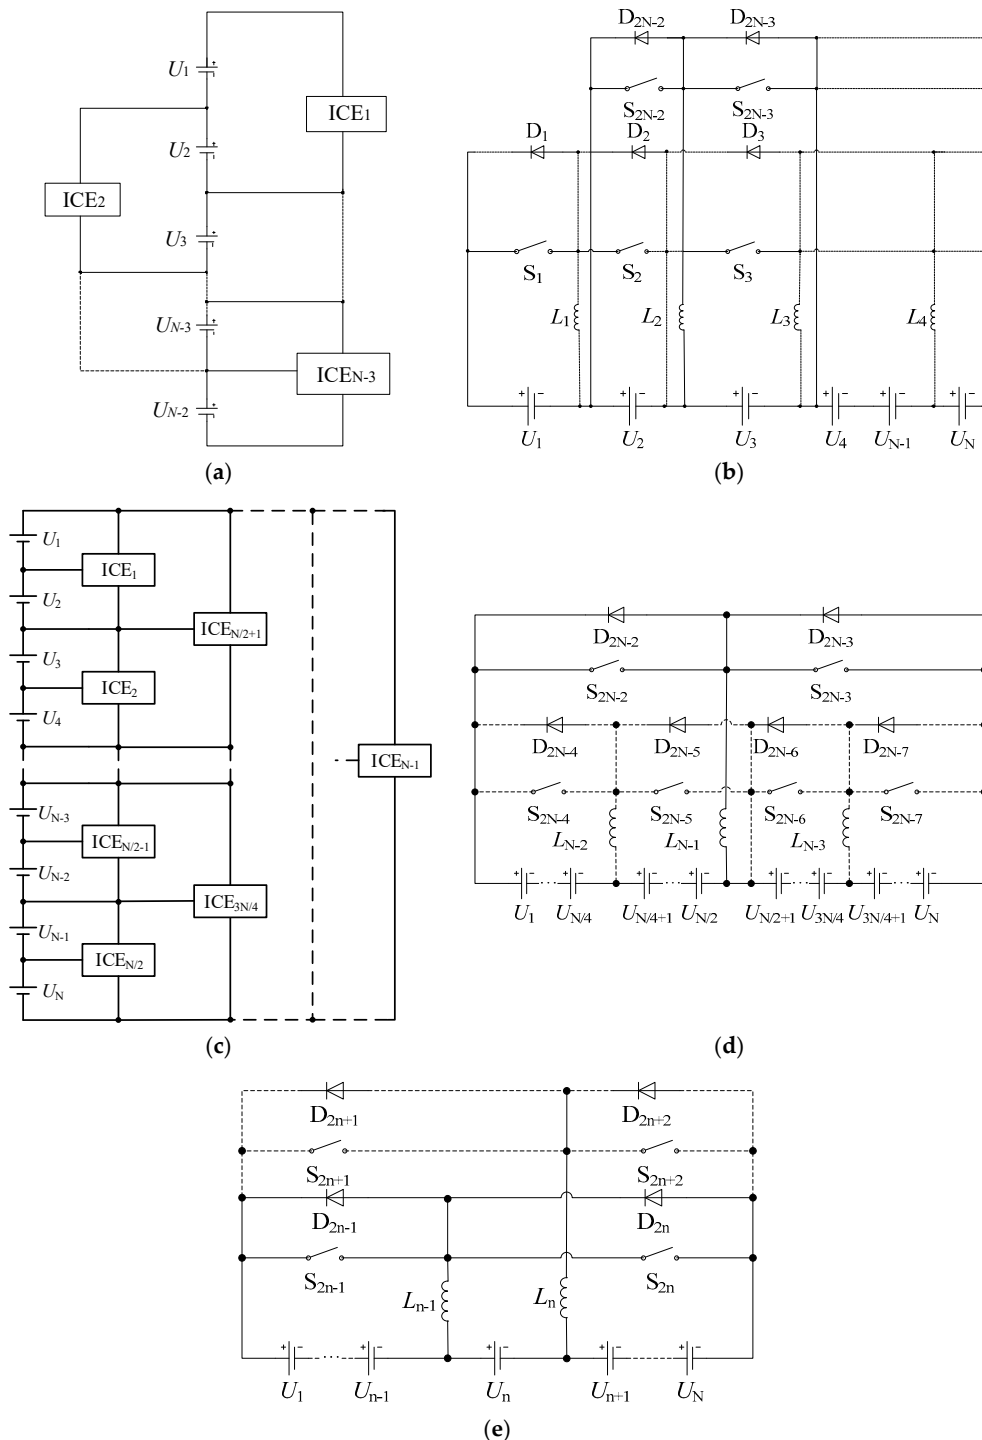 U1
ICE1
U2
ICE2
U3
UN-3
ICEN-3
UN-2
(a)
D2N-2 D2N-3
S2N-2 S2N-3
D1 D2 D3
S1 S2 S3
L1 L2 L3 L4
+ - + - + - + - + - + -
U1 U2 U3 U4 UN-1 UN
(b)
U1
ICE1
U2
ICEN/2+1
U3
ICE2
U4
ICEN-1
UN-3
ICEN/2-1
UN-2
ICE3N/4
UN-1
ICEN/2
UN
(c)
D2N-2 D2N-3
S2N-2 S2N-3
D2N-4 D2N-5 D2N-6 D2N-7
S2N-4 S2N-5 S2N-6 S2N-7
LN-2 LN-1 LN-3
+ - + - + - + - + - + - + - + -
U1 UN/4 UN/4+1 UN/2 UN/2+1 U3N/4 U3N/4+1 UN
(d)
D2n+1 D2n+2
S2n+1 S2n+2
D2n-1 D2n
S2n-1 S2n
Ln-1 Ln
+ - + - + - + - + -
U1 Un-1 Un Un+1 UN
(e)